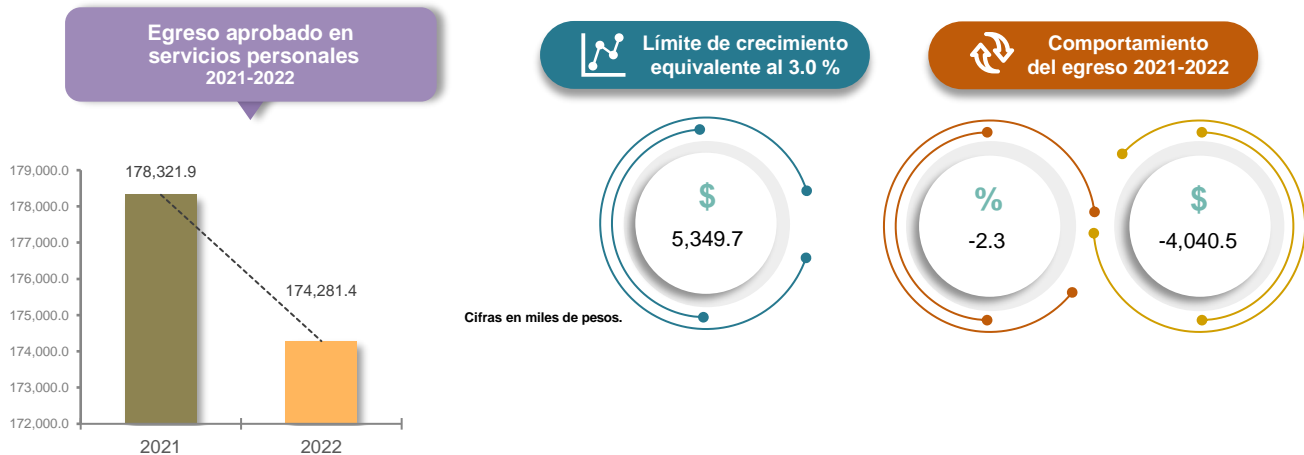 Egreso aprobado en
servicios personales
2021-2022
179,000.0
178,000.0
177,000.0
176,000.0
175,000.0
174,000.0
173,000.0
172,000.0
178,321.9
174,281.4
2021
2022
Límite de crecimiento
equivalente al 3.0 %
$
5,349.7
Cifras en miles de pesos.
Comportamiento
del egreso 2021-2022
%
-2.3
$
-4,040.5